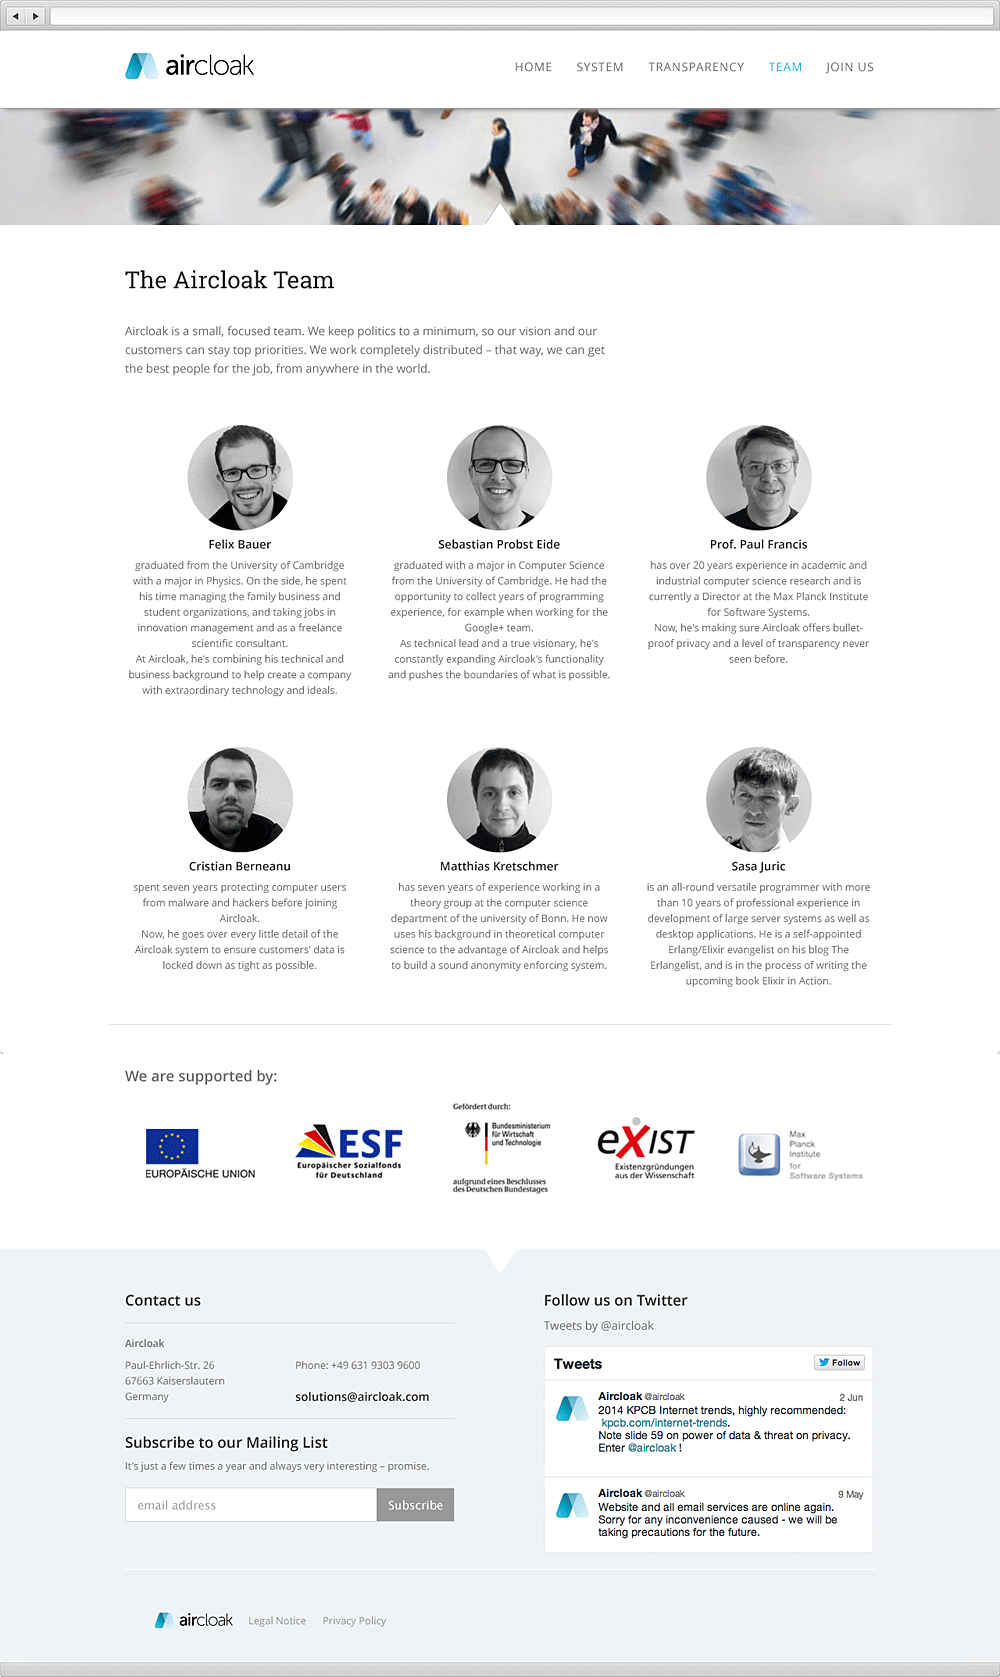 aircloak
HOME SYSTEM TRANSPARENCY TEAM JOIN US
The Aircloak Team
Aircloak is a small, focused team. We keep politics to a minimum, so our vision and our
customers can stay top priorities. We work completely distributed – that way, we can get
the best people for the job, from anywhere in the world.
Felix Bauer
graduated from the University of Cambridge
with a major in Physics. On the side, he spent
his time managing the family business and
student organizations, and taking jobs in
innovation management and as a freelance
scientific consultant.
At Aircloak, he's combining his technical and
business background to help create a company
with extraordinary technology and ideals.
Sebastian Probst Eide
graduated with a major in Computer Science
from the University of Cambridge. He had the
opportunity to collect years of programming
experience, for example when working for the
Google+ team.
As technical lead and a true visionary, he's
constantly expanding Aircloak's functionality
and pushes the boundaries of what is possible.
Prof. Paul Francis
has over 20 years experience in academic and
industrial computer science research and is
currently a Director at the Max Planck Institute
for Software Systems.
Now, he's making sure Aircloak offers bullet-
proof privacy and a level of transparency never
seen before.
Cristian Berneanu
spent seven years protecting computer users
from malware and hackers before joining
Aircloak.
Now, he goes over every little detail of the
Aircloak system to ensure customers' data is
locked down as tight as possible.
Matthias Kretschmer
has seven years of experience working in a
theory group at the computer science
department of the university of Bonn. He now
uses his background in theoretical computer
science to the advantage of Aircloak and helps
to build a sound anonymity enforcing system.
Sasa Juric
is an all-round versatile programmer with more
than 10 years of professional experience in
development of large server systems as well as
desktop applications. He is a self-appointed
Erlang/Elixir evangelist on his blog The
Erlangelist, and is in the process of writing the
upcoming book Elixir in Action.
We are supported by:
EUROPÄISCHE UNION
ESF
Europäischer Sozialfonds
für Deutschland
Gefördert durch:
Bundesministerium
für Wirtschaft
und Technologie
aufgrund eines Beschlusses
des Deutschen Bundestages
eXIST
Existenzgründungen
aus der Wissenschaft
Max
Planck
Institute
for
Software Systems
Contact us
Aircloak
Paul-Ehrlich-Str. 26
67663 Kaiserslautern
Germany
Phone: +49 631 9303 9600
solutions@aircloak.com
Subscribe to our Mailing List
It's just a few times a year and always very interesting – promise.
email address Subscribe
Follow us on Twitter
Tweets by @aircloak
Tweets Follow
Aircloak @aircloak 2 Jun
2014 KPCB Internet trends, highly recommended:
kpcb.com/internet-trends.
Note slide 59 on power of data & threat on privacy.
Enter @aircloak !
Aircloak @aircloak 9 May
Website and all email services are online again.
Sorry for any inconvenience caused - we will be
taking precautions for the future.
aircloak Legal Notice Privacy Policy